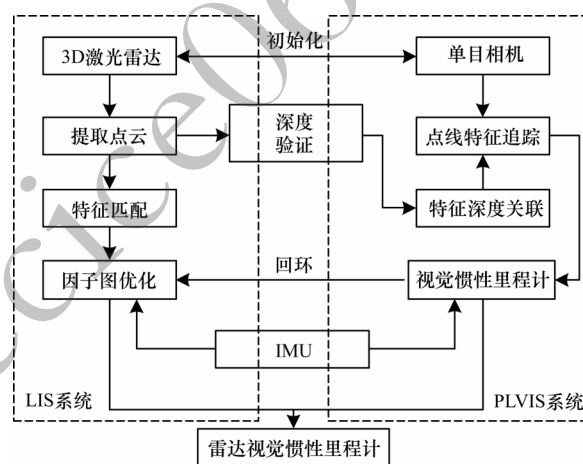 初始化
3D激光雷达
单目相机
提取点云
深度
验证
点线特征追踪
特征匹配
特征深度关联
因子图优化
回环
视觉惯性里程计
IMU
LIS系统
PLVIS系统
雷达视觉惯性里程计